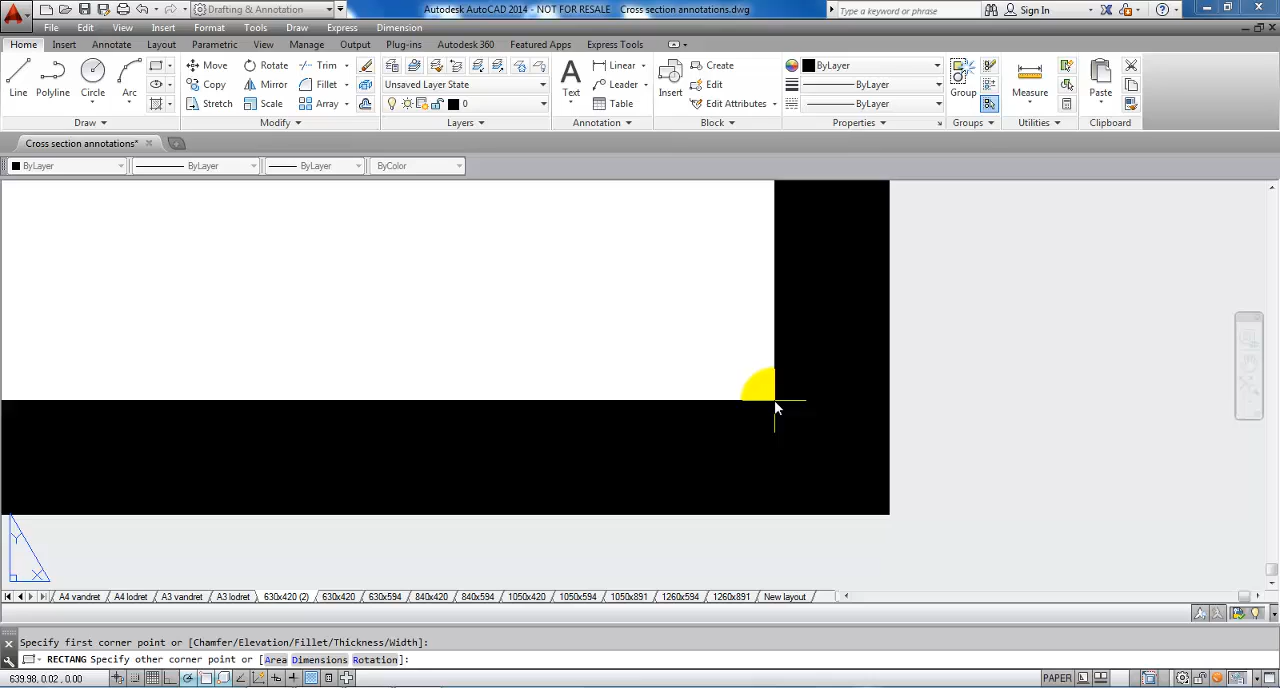 Drafting & Annotation
Autodesk AutoCAD 2014 - NOT FOR RESALE Cross section annotations.dwg
Type a keyword or phrase
Sign In
File Edit View Insert Format Tools Draw Express Dimension
Home Insert Annotate Layout Parametric View Manage Output Plug-ins Autodesk 360 Featured Apps Express Tools
Line Polyline Circle Arc
Move Rotate Trim
Copy Mirror Fillet
Stretch Scale Array
Unsaved Layer State
0
Text
Linear
Leader
Table
Insert
Create
Edit
Edit Attributes
ByLayer
ByLayer
ByLayer
Group
Measure
Paste
Draw Modify Layers Annotation Block Properties Groups Utilities Clipboard
Cross section annotations*
ByLayer ByLayer ByLayer ByColor
Y
X
A4 vandret A4 lodret A3 vandret A3 lodret 630x420 (2) 630x420 630x594 840x420 840x594 1050x420 1050x594 1050x891 1260x594 1260x891 New layout
Specify first corner point or [Chamfer/Elevation/Fillet/Thickness/Width]:
RECTANG Specify other corner point or [Area Dimensions Rotation]:
639.98, 0.02, 0.00
PAPER